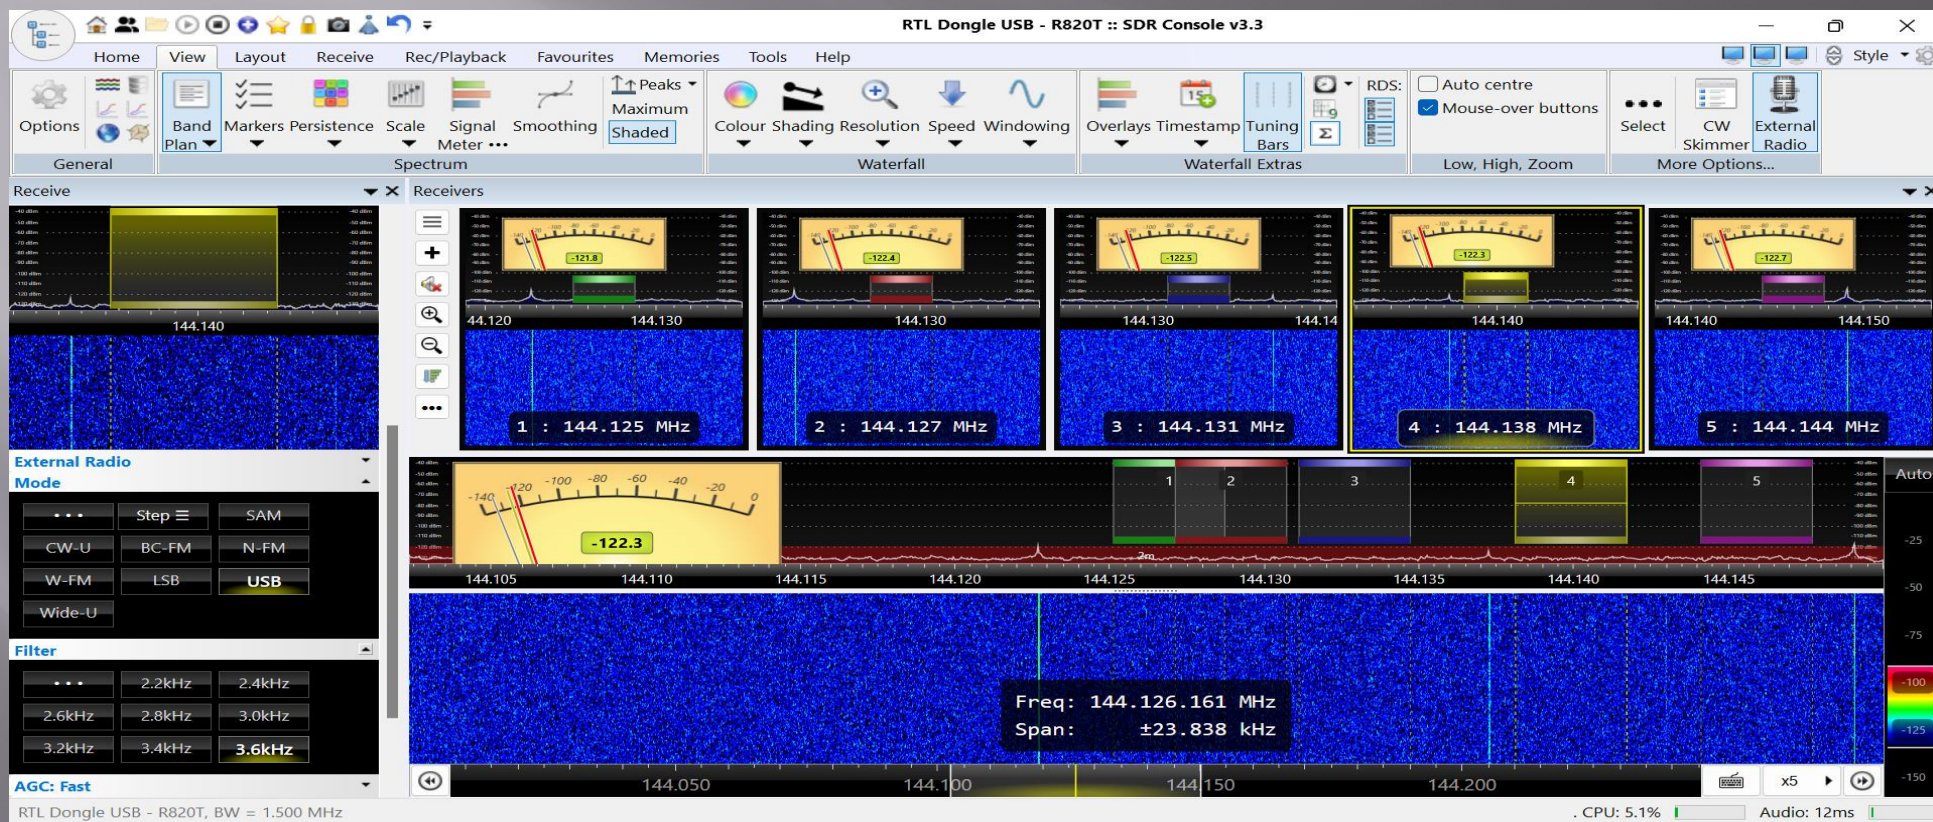 RTL Dongle USB - R820T :: SDR Console v3.3
Home View Layout Receive Rec/Playback Favourites Memories Tools Help
Style
Options
General
Band Plan
Markers
Persistence
Scale
Signal Meter
Smoothing
Peaks
Maximum
Shaded
Spectrum
Colour
Shading
Resolution
Speed
Windowing
Waterfall
Overlays
Timestamp
Tuning Bars
RDS:
Waterfall Extras
Auto centre
Mouse-over buttons
Low, High, Zoom
Select
CW Skimmer
External Radio
More Options...
Receive
Receivers
144.140
-121.8
44.120 144.130
1 : 144.125 MHz
-122.4
144.130
2 : 144.127 MHz
-122.5
144.130 144.14
3 : 144.131 MHz
-122.3
144.140
4 : 144.138 MHz
-122.7
144.140 144.150
5 : 144.144 MHz
External Radio
Mode
Step SAM
CW-U BC-FM N-FM
W-FM LSB USB
Wide-U
Filter
2.2kHz 2.4kHz
2.6kHz 2.8kHz 3.0kHz
3.2kHz 3.4kHz 3.6kHz
AGC: Fast
-140 -120 -100 -80 -60 -40 -20 0
-122.3
1 2 3 4 5
2m
144.105 144.110 144.115 144.120 144.125 144.130 144.135 144.140 144.145
Auto
-25
-50
-75
-100
-125
-150
Freq: 144.126.161 MHz
Span: ±23.838 kHz
144.050 144.100 144.150 144.200
x5
RTL Dongle USB - R820T, BW = 1.500 MHz
. CPU: 5.1%
Audio: 12ms